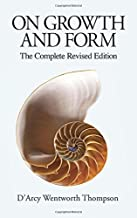 ON GROWTH
AND FORM
The Complete Revised Edition
D'Arcy Wentworth Thompson